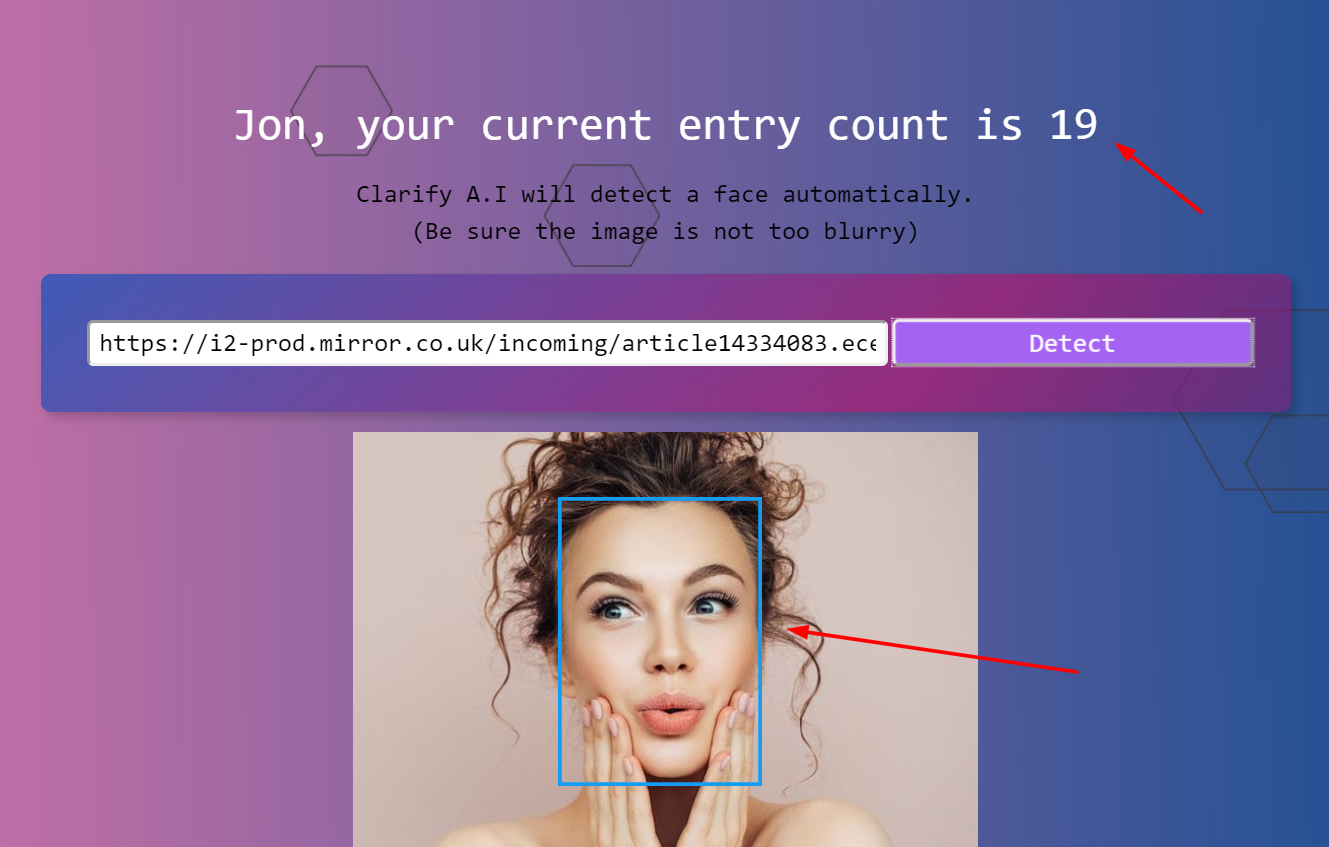 Jon, your current entry count is 19
Clarify A.I will detect a face automatically.
(Be sure the image is not too blurry)
https://i2-prod.mirror.co.uk/incoming/article14334083.ece
Detect